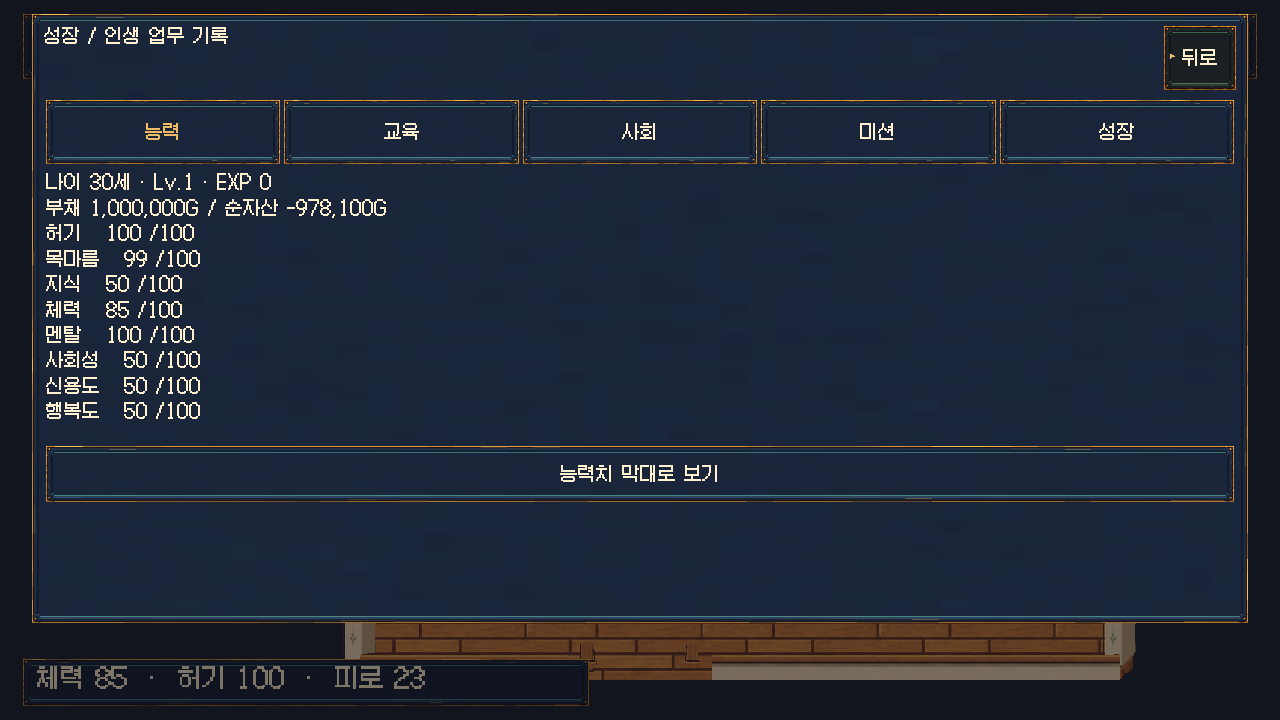 성장 / 인생 업무 기록
뒤로
능력
교육
사회
미션
성장
나이 30세 · Lv.1 · EXP 0
부채 1,000,000G / 순자산 -978,100G
허기 100 /100
목마름 99 /100
지식 50 /100
체력 85 /100
멘탈 100 /100
사회성 50 /100
신용도 50 /100
행복도 50 /100
능력치 막대로 보기
체력 85 · 허기 100 · 피로 23